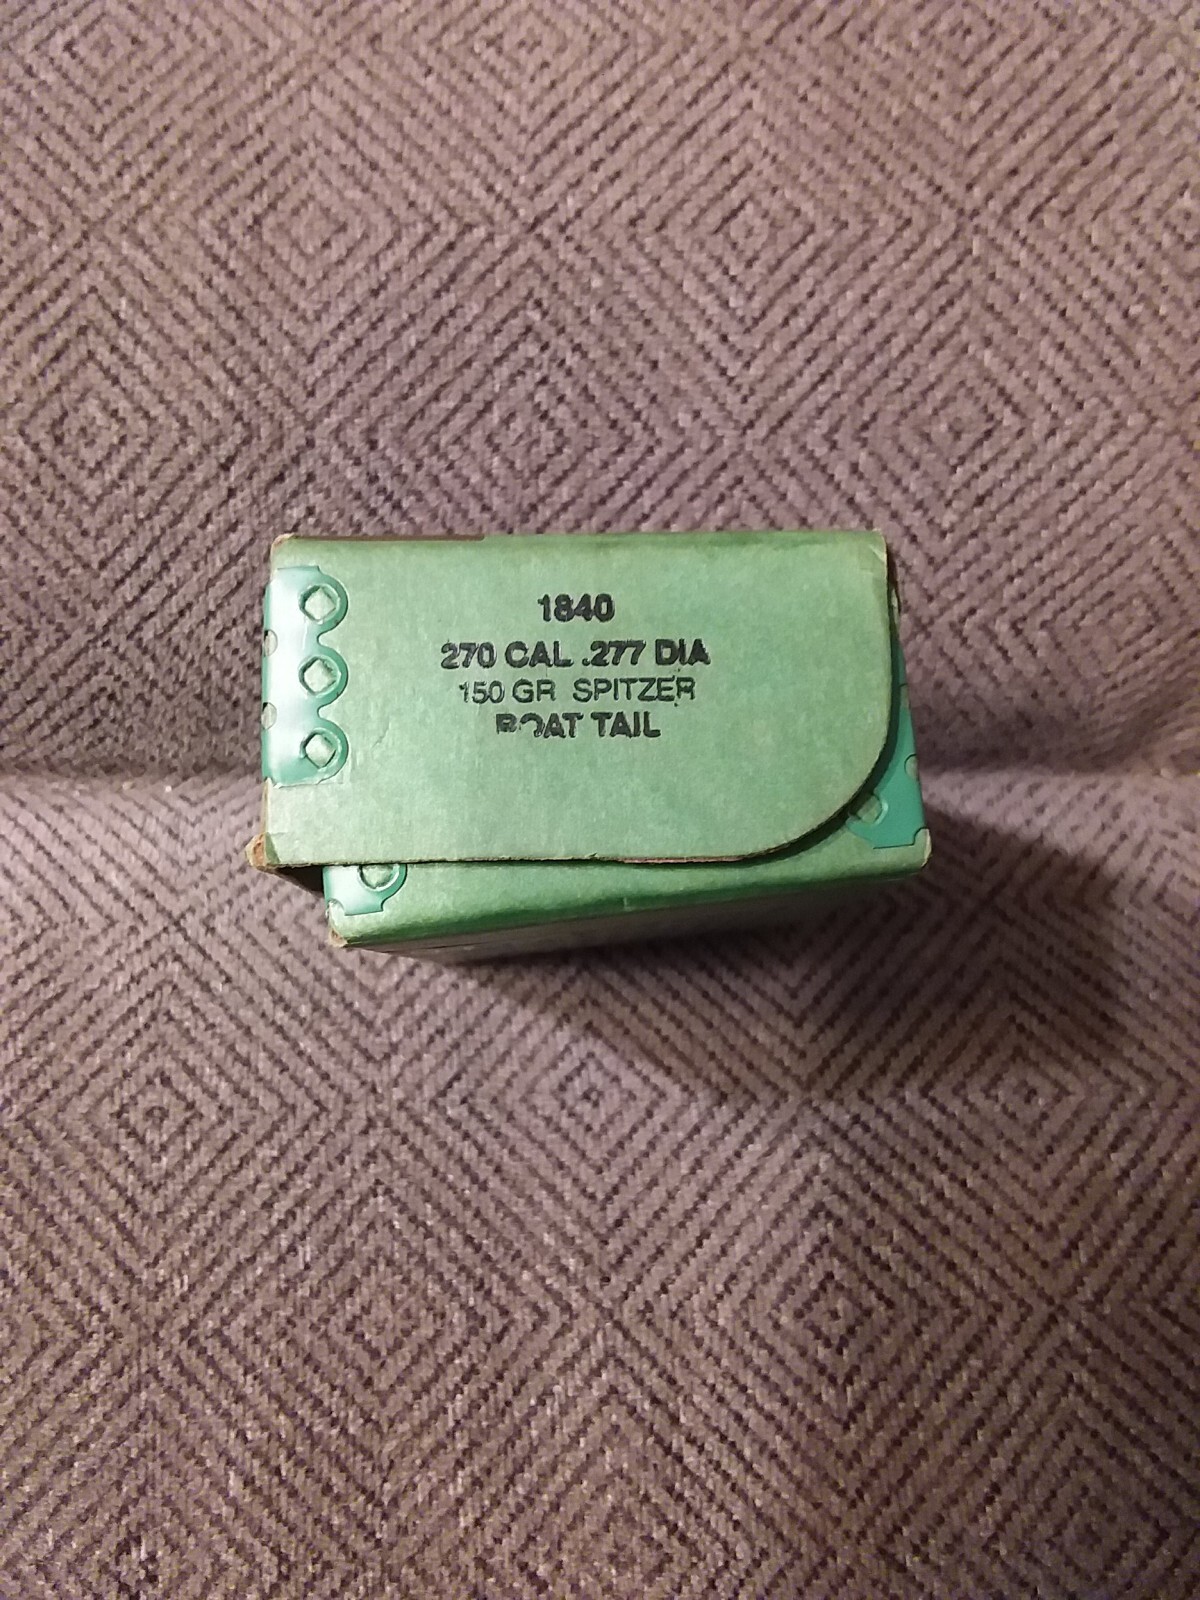 1840
270 CAL .277 DIA
150 GR SPITZER
BOAT TAIL